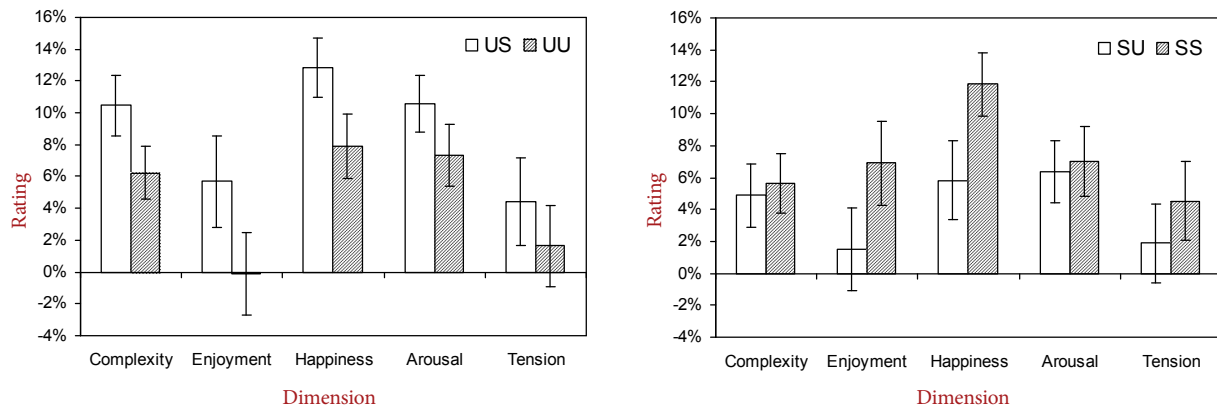 16%
14%
12%
10%
8%
6%
4%
2%
0%
-2%
-4%
Rating
US UU
Complexity Enjoyment Happiness Arousal Tension
Dimension
16%
14%
12%
10%
8%
6%
4%
2%
0%
-2%
-4%
Rating
SU SS
Complexity Enjoyment Happiness Arousal Tension
Dimension